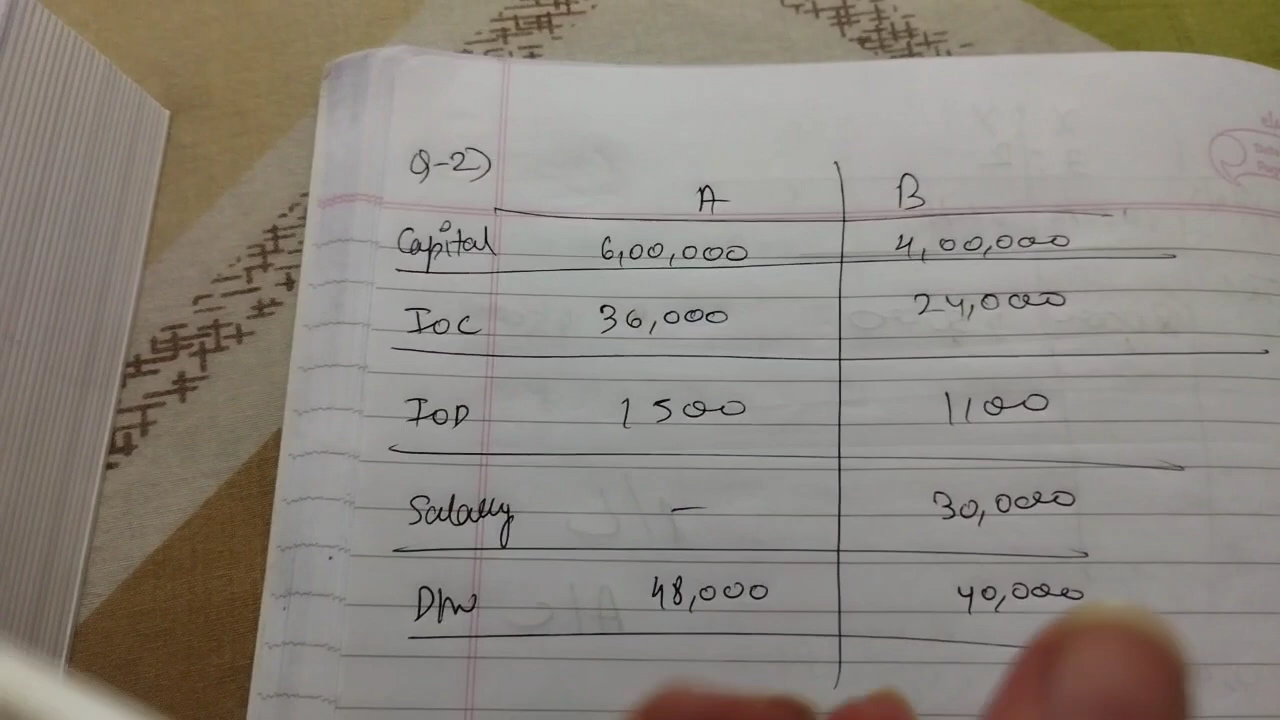 Q-2)
A B
Capital 6,00,000 4,00,000
IOC 36,000 24,000
IOD 1500 1100
Salary — 30,000
Drw 48,000 40,000